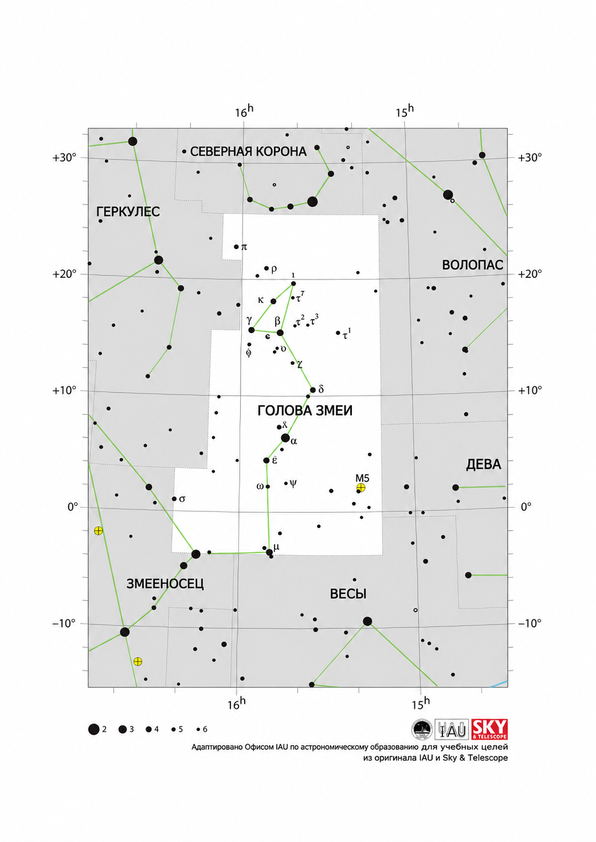 16h 15h
+30° СЕВЕРНАЯ КОРОНА +30°
ГЕРКУЛЕС
π
ВОЛОПАС
+20° ρ ι +20°
κ τ7
γ β τ2 τ3
τ1
ϕ υ
χ
+10° δ +10°
ГОЛОВА ЗМЕИ
λ
α
ε ДЕВА
M5
ω ψ
σ
0° 0°
μ
ЗМЕЕНОСЕЦ
ВЕСЫ
−10° −10°
16h 15h
2 3 4 5 6
IAU SKY
& TELESCOPE
Адаптировано Офисом IAU по астрономическому образованию для учебных целей
из оригинала IAU и Sky & Telescope